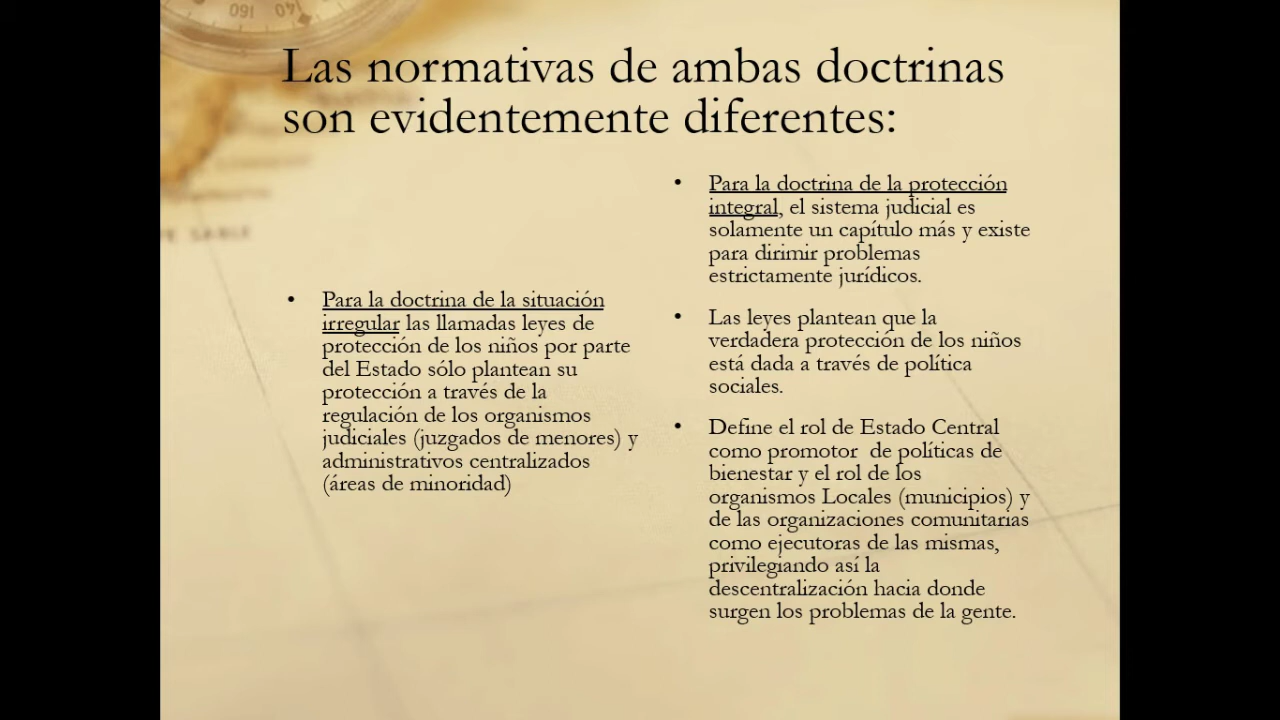 Las normativas de ambas doctrinas
son evidentemente diferentes:
• Para la doctrina de la situación
irregular las llamadas leyes de
protección de los niños por parte
del Estado sólo plantean su
protección a través de la
regulación de los organismos
judiciales (juzgados de menores) y
administrativos centralizados
(áreas de minoridad)
• Para la doctrina de la protección
integral, el sistema judicial es
solamente un capítulo más y existe
para dirimir problemas
estrictamente jurídicos.
• Las leyes plantean que la
verdadera protección de los niños
está dada a través de política
sociales.
• Define el rol de Estado Central
como promotor  de políticas de
bienestar y el rol de los
organismos Locales (municipios) y
de las organizaciones comunitarias
como ejecutoras de las mismas,
privilegiando así la
descentralización hacia donde
surgen los problemas de la gente.